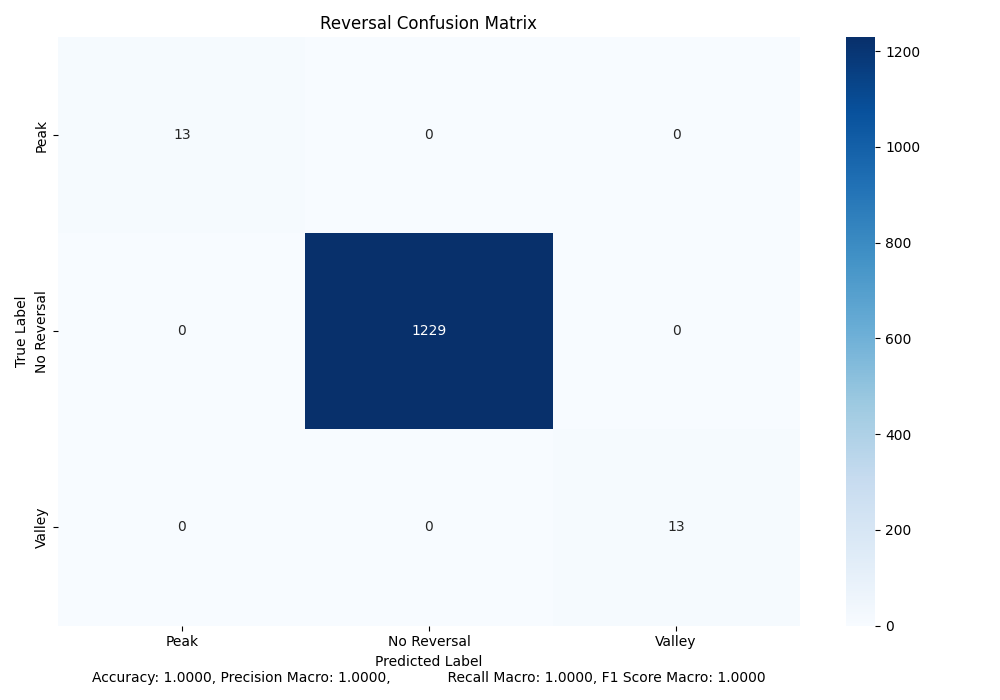 Reversal Confusion Matrix
Peak
13 0 0
1200
1000
800
600
400
200
0
True Label
No Reversal
0 1229 0
Valley
0 0 13
Peak No Reversal Valley
Predicted Label
Accuracy: 1.0000, Precision Macro: 1.0000, Recall Macro: 1.0000, F1 Score Macro: 1.0000